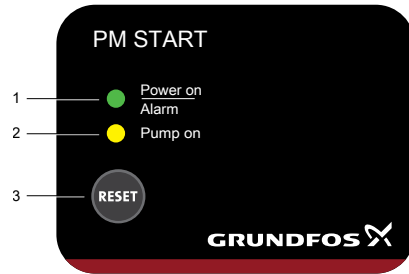 PM START
1
Power on
Alarm
2
Pump on
3
RESET
GRUNDFOS